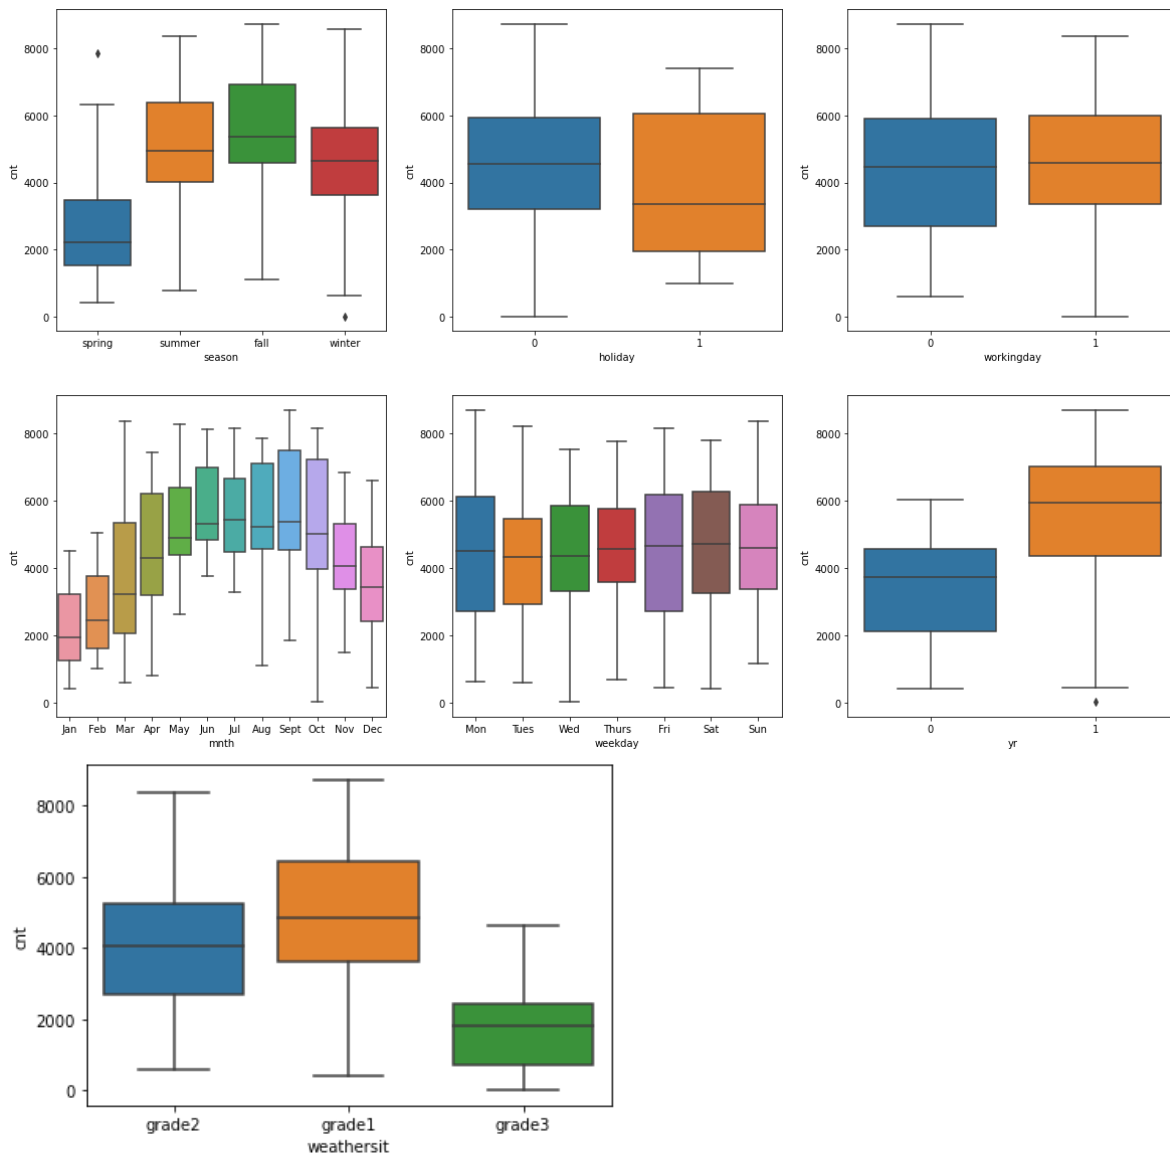 8000
6000
4000
2000
0
cnt
spring summer fall winter
season
8000
6000
4000
2000
0
cnt
0 1
holiday
8000
6000
4000
2000
0
cnt
0 1
workingday
8000
6000
4000
2000
0
cnt
Jan Feb Mar Apr May Jun Jul Aug Sept Oct Nov Dec
mnth
8000
6000
4000
2000
0
cnt
Mon Tues Wed Thurs Fri Sat Sun
weekday
8000
6000
4000
2000
0
cnt
0 1
yr
8000
6000
4000
2000
0
cnt
grade2 grade1 grade3
weathersit